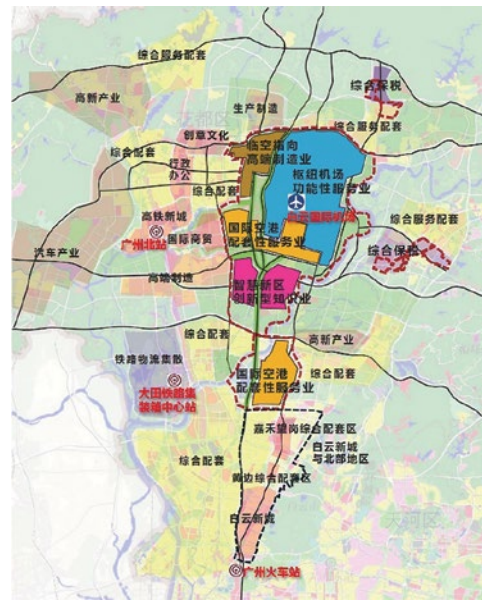 综合服务配套
高新产业
花都区
生产制造
综合保税
创意文化
综合服务配套
临空指向
高端制造业
综合配套
行政
办公
枢纽机场
功能性服务业
综合配套
高铁新城
国际空港
配套性服务业
白云国际机场
综合服务配套
广州北站
国际商贸
汽车产业
综合保税
高端制造
智慧新区
创新型知识业
综合配套
高新产业
铁路物流集散
国际空港
配套性服务业
综合配套
大田铁路集
装箱中心站
嘉禾望岗综合配套区
白云新城
与北部地区
综合配套
黄边综合配套区
白云新城
天河区
广州火车站